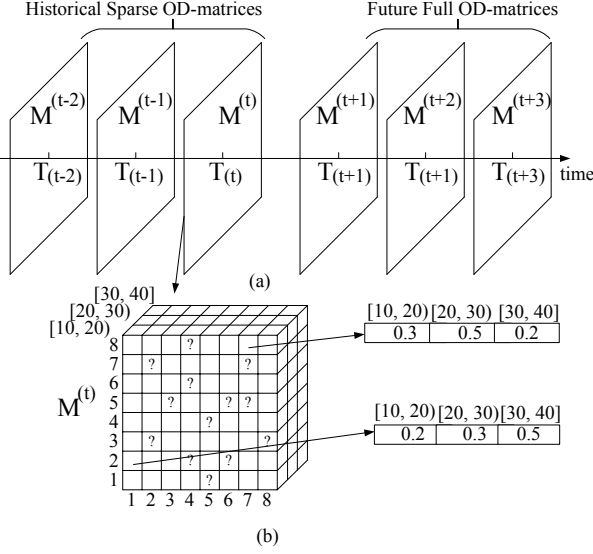 Historical Sparse OD-matrices Future Full OD-matrices
M(t-2) M(t-1) M(t) M(t+1) M(t+2) M(t+3)
T(t-2) T(t-1) T(t) T(t+1) T(t+1) T(t+3) time
(a)
[30, 40]
[20, 30)
[10, 20)
[10, 20) [20, 30) [30, 40]
0.3 0.5 0.2
M(t)
8 ?
7 ? ?
6 ?
5 ? ? ?
4 ?
3 ? ?
2 ? ?
1 ?
1 2 3 4 5 6 7 8
[10, 20) [20, 30) [30, 40]
0.2 0.3 0.5
(b)